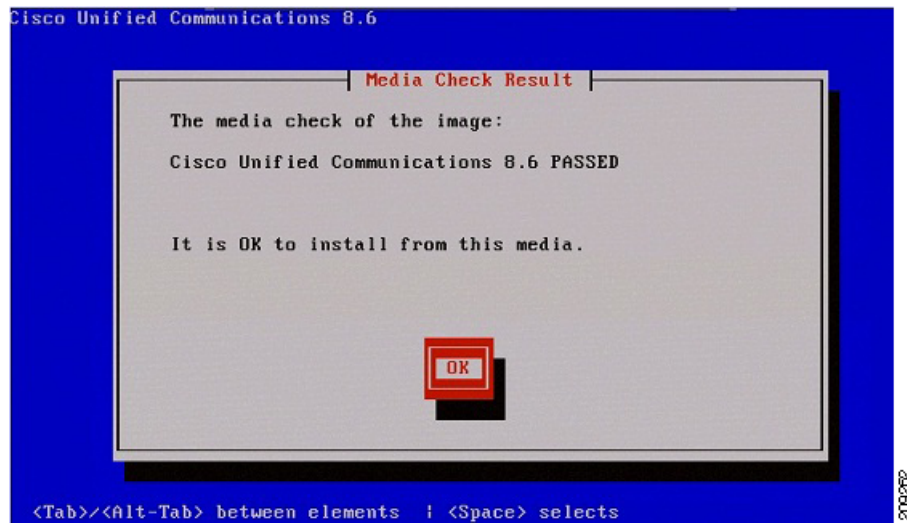 Cisco Unified Communications 8.6
Media Check Result
The media check of the image:
Cisco Unified Communications 8.6 PASSED
It is OK to install from this media.
OK
<Tab>/<Alt-Tab> between elements | <Space> selects
209262